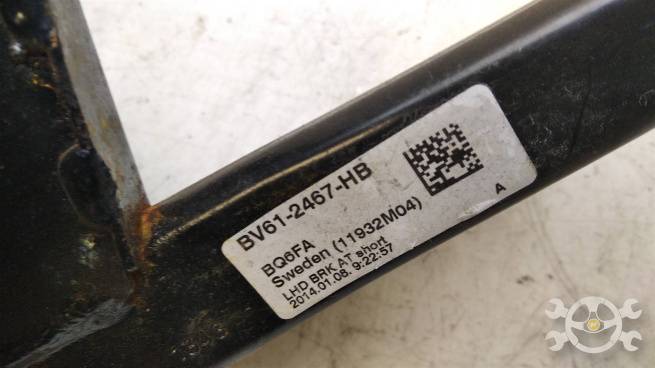 BV61-2467-HB
BQ6FA
Sweden (11932M04)
LHD BRK AT short
2014.01.08. 9:22:57
A